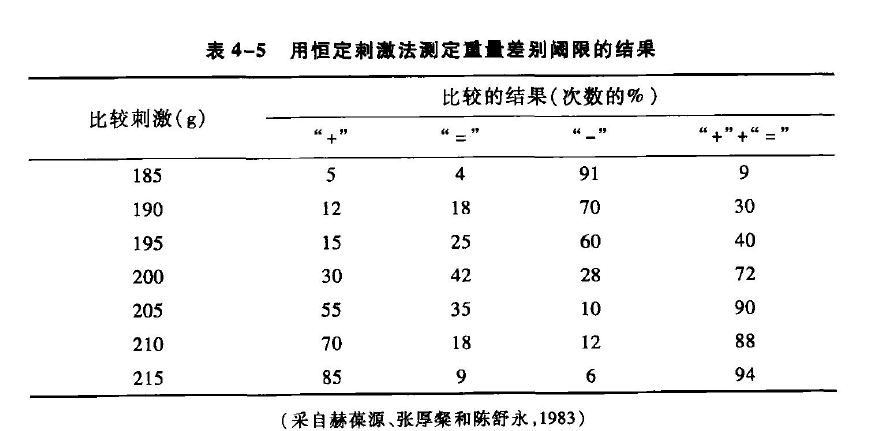 表 4-5 用恒定刺激法测定重量差别阈限的结果
比较刺激(g) 比较的结果(次数的%)
“+” “=” “-” “+”+“=”
185 5 4 91 9
190 12 18 70 30
195 15 25 60 40
200 30 42 28 72
205 55 35 10 90
210 70 18 12 88
215 85 9 6 94
(采自赫葆源、张厚粲和陈舒永,1983)